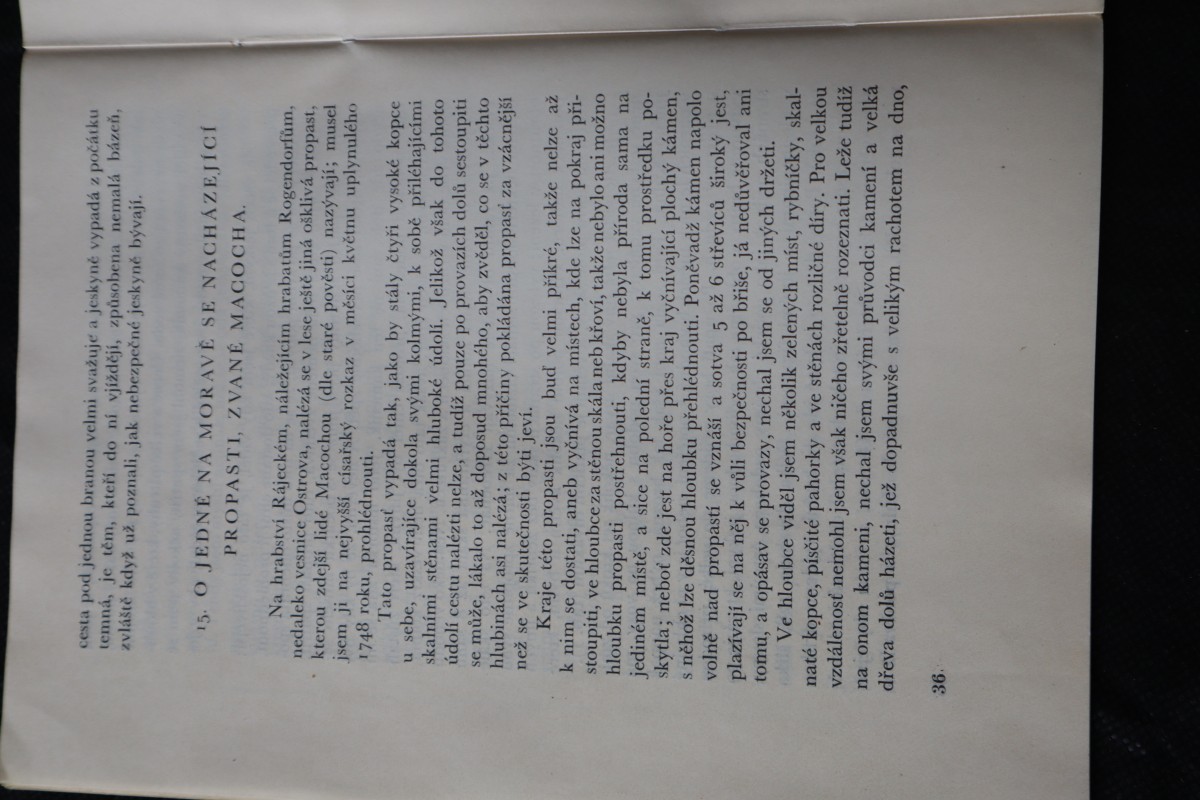 cesta pod jednou branou velmi svažuje a jeskyně vypadá z počátku
temná, je těm, kteří do ní vjíždějí, způsobena nemalá bázeň,
zvláště když už poznali, jak nebezpečné jeskyně bývají.
15. O JEDNÉ NA MORAVĚ SE NACHÁZEJÍCÍ
PROPASTI, ZVANÉ MACOCHA.
Na hrabství Rájeckém, náležejícím hrabatům Rogendorfům,
nedaleko vesnice Ostrova, nalézá se v lese ještě jiná ošklivá propast,
kterou zdejší lidé Macochou (dle staré pověsti) nazývají; musel
jsem ji na nejvyšší císařský rozkaz v měsíci květnu uplynulého
1748 roku, prohlédnouti.
Tato propasť vypadá tak, jako by stály čtyři vysoké kopce
u sebe, uzavírajíce dokola svými kolmými, k sobě přiléhajícími
skalními stěnami velmi hluboké údolí. Jelikož však do tohoto
údolí cestu nalézti nelze, a tudíž pouze po provazích dolů sestoupiti
se může, lákalo to až doposud mnohého, aby zvěděl, co se v těchto
hlubinách asi nalézá; z této příčiny pokládána propasť za vzácnější
než se ve skutečnosti býti jeví.
Kraje této propasti jsou buď velmi příkré, takže nelze až
k nim se dostati, aneb vyčnívá na místech, kde lze na pokraj při-
stoupiti, ve hloubce za stěnou skála neb křoví, takže nebylo ani možno
hloubku propasti postřehnouti, kdyby nebyla příroda sama na
jediném místě, a sice na polední straně, k tomu prostředku po-
skytla; neboť zde jest na hoře přes kraj vyčnívající plochý kámen,
s něhož lze děsnou hloubku přehlédnouti. Poněvadž kámen napolo
volně nad propastí se vznáší a sotva 5 až 6 střevíců široký jest,
plazívají se na něj k vůli bezpečnosti po břiše, já nedůvěřoval ani
tomu, a opásav se provazy, nechal jsem se od jiných držeti.
Ve hloubce viděl jsem několik zelených míst, rybníčky, skal-
naté kopce, písčité pahorky a ve stěnách rozličné díry. Pro velkou
vzdálenosť nemohl jsem však ničeho zřetelně rozeznati. Leže tudíž
na onom kameni, nechal jsem svými průvodci kamení a velká
dřeva dolů házeti, jež dopadnuvše s velikým rachotem na dno,
36